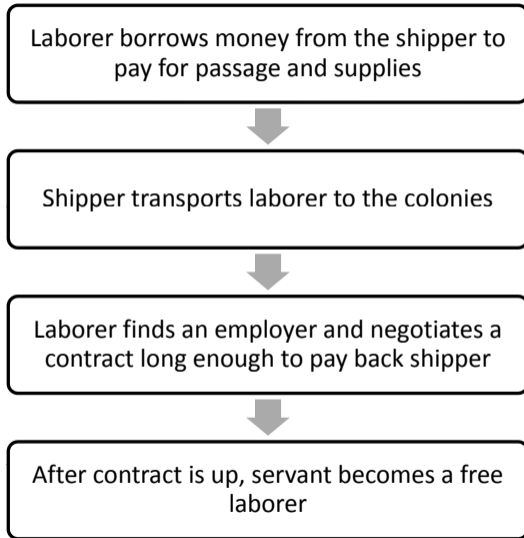 Laborer borrows money from the shipper to
pay for passage and supplies
Shipper transports laborer to the colonies
Laborer finds an employer and negotiates a
contract long enough to pay back shipper
After contract is up, servant becomes a free
laborer